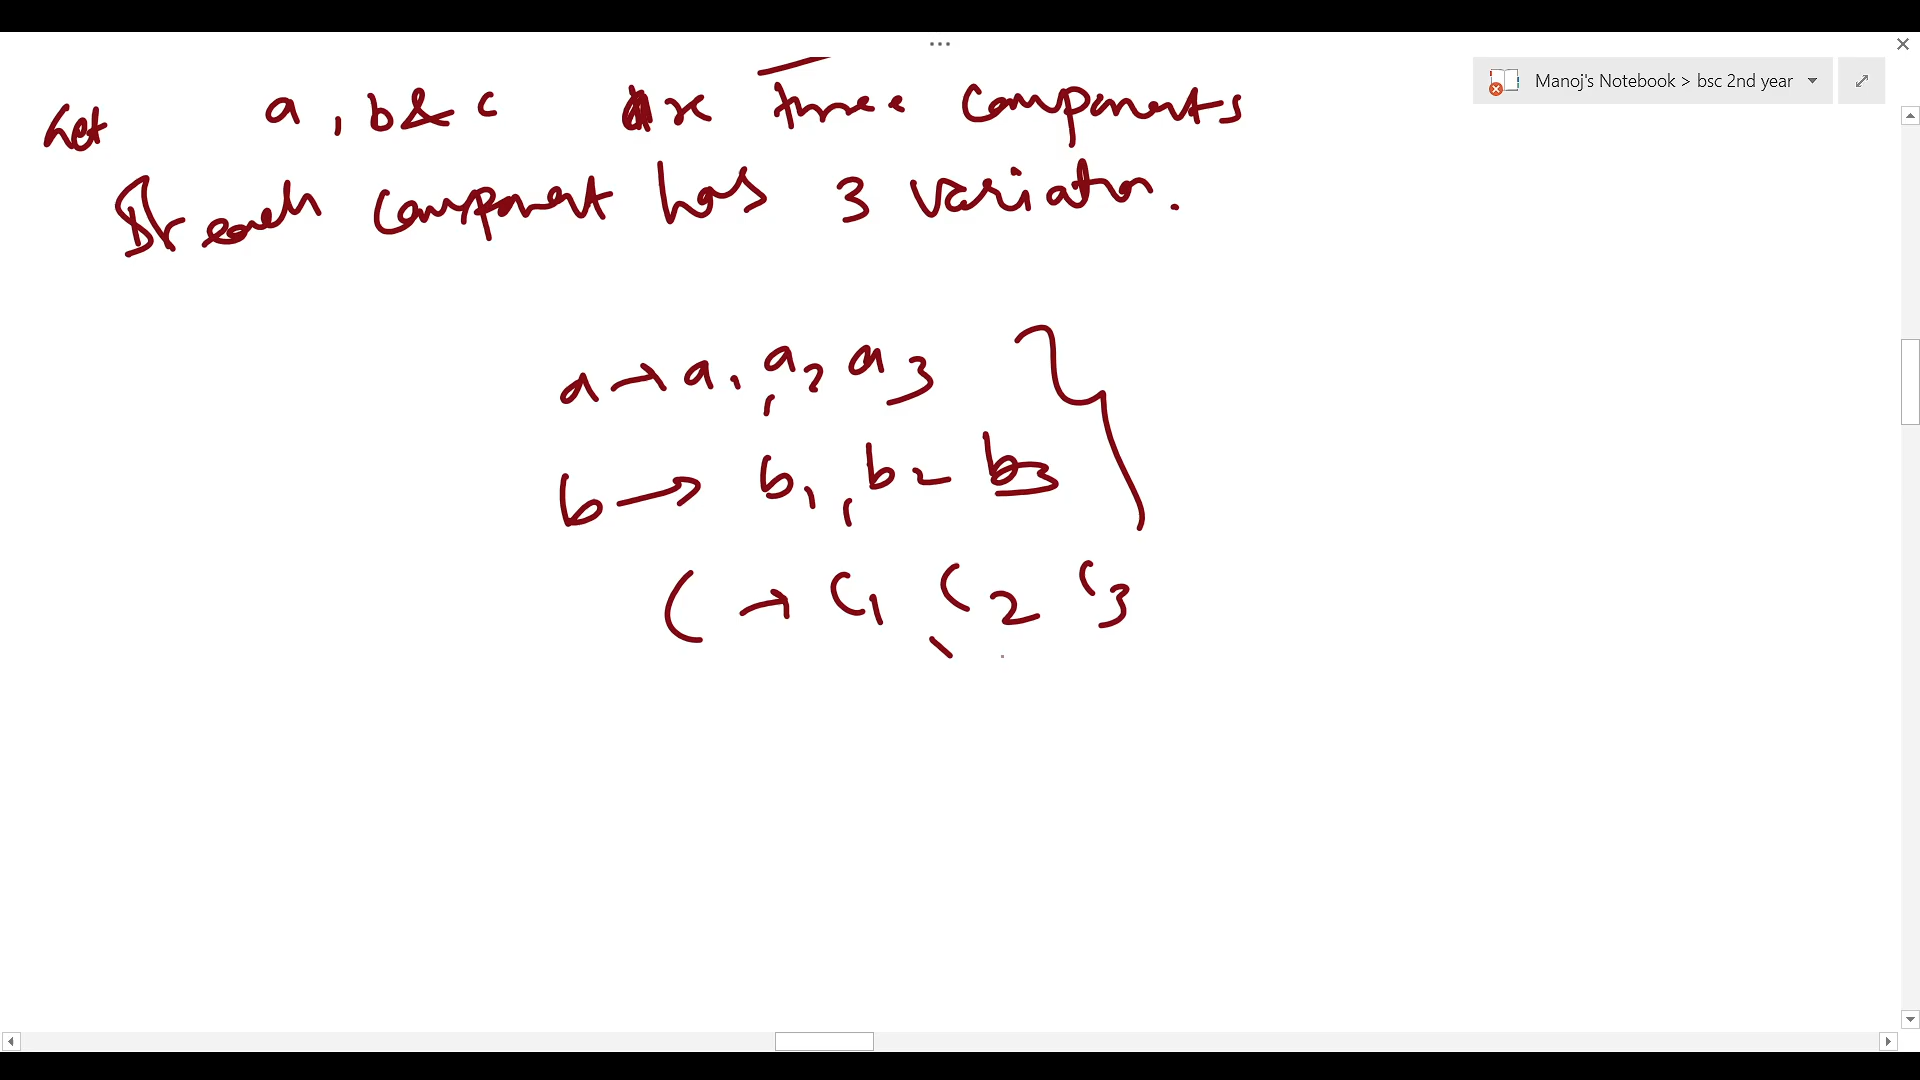 Manoj's Notebook > bsc 2nd year
Let a, b & c are three components
each component has 3 variation.
a → a1, a2 a3
b → b1, b2 b3
c → c1, c2 c3